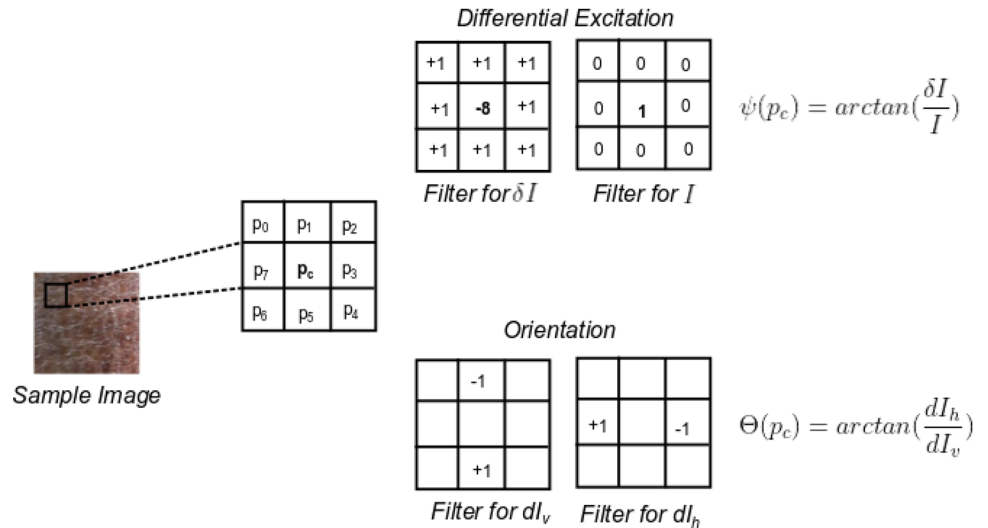 Differential Excitation
+1 +1 +1
+1 -8 +1
+1 +1 +1
Filter for δI
0 0 0
0 1 0
0 0 0
Filter for I
ψ(p_c) = arctan(δI/I)
p₀ p₁ p₂
p₇ p_c p₃
p₆ p₅ p₄
Sample Image
Orientation
-1
+1
Filter for dI_v
+1 -1
Filter for dI_h
Θ(p_c) = arctan(dI_h/dI_v)